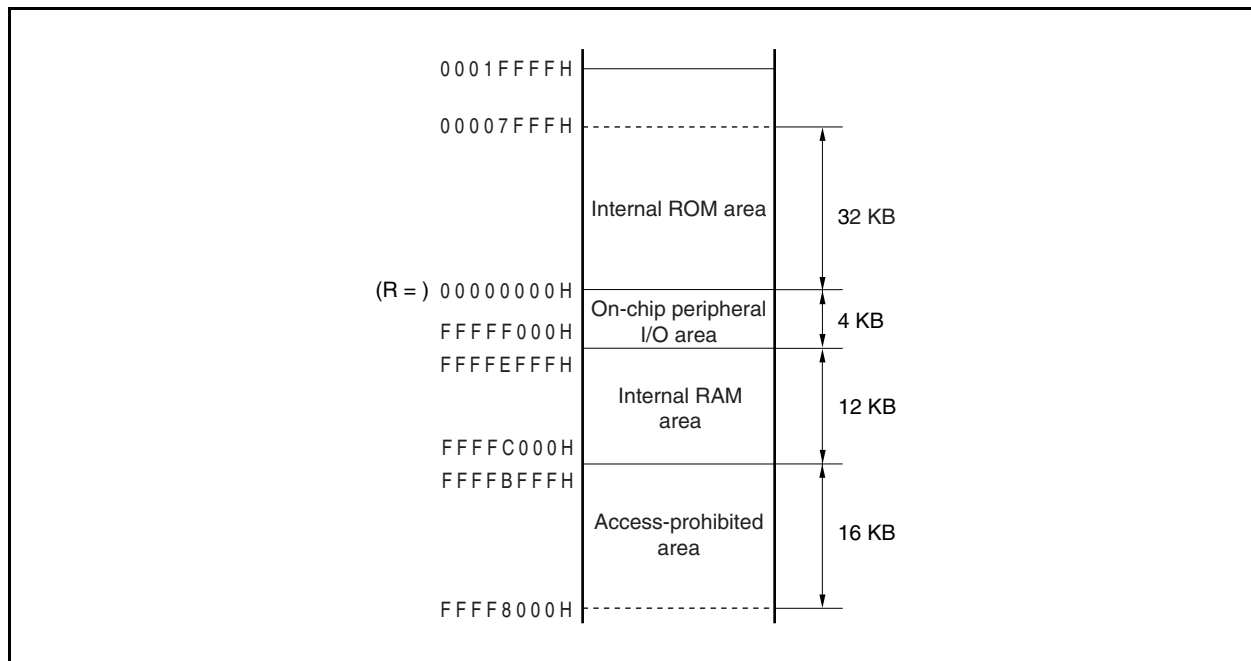 0001FFFFH
00007FFFH
Internal ROM area
32 KB
(R = ) 00000000H
On-chip peripheral
I/O area
4 KB
FFFFF000H
FFFFEFFFH
Internal RAM
area
12 KB
FFFFC000H
FFFFBFFFH
Access-prohibited
area
16 KB
FFFF8000H